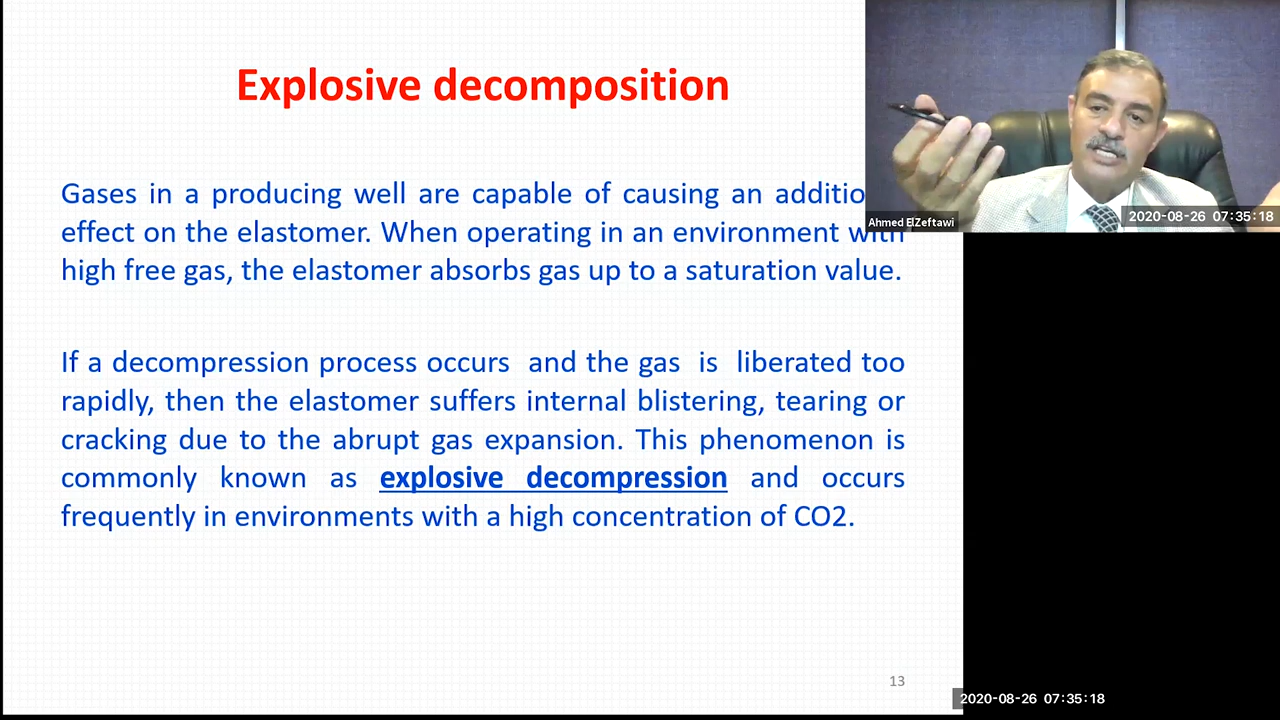 Explosive decomposition
Gases in a producing well are capable of causing an additio
effect on the elastomer. When operating in an environment with
high free gas, the elastomer absorbs gas up to a saturation value.
If a decompression process occurs and the gas is liberated too
rapidly, then the elastomer suffers internal blistering, tearing or
cracking due to the abrupt gas expansion. This phenomenon is
commonly known as explosive decompression and occurs
frequently in environments with a high concentration of CO2.
13
Ahmed ElZeftawi
2020-08-26 07:35:18
2020-08-26 07:35:18